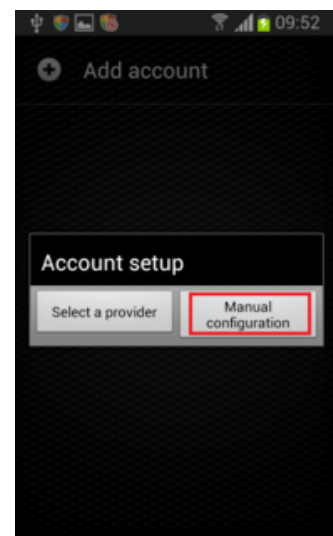 09:52
Add account
Account setup
Select a provider
Manual
configuration